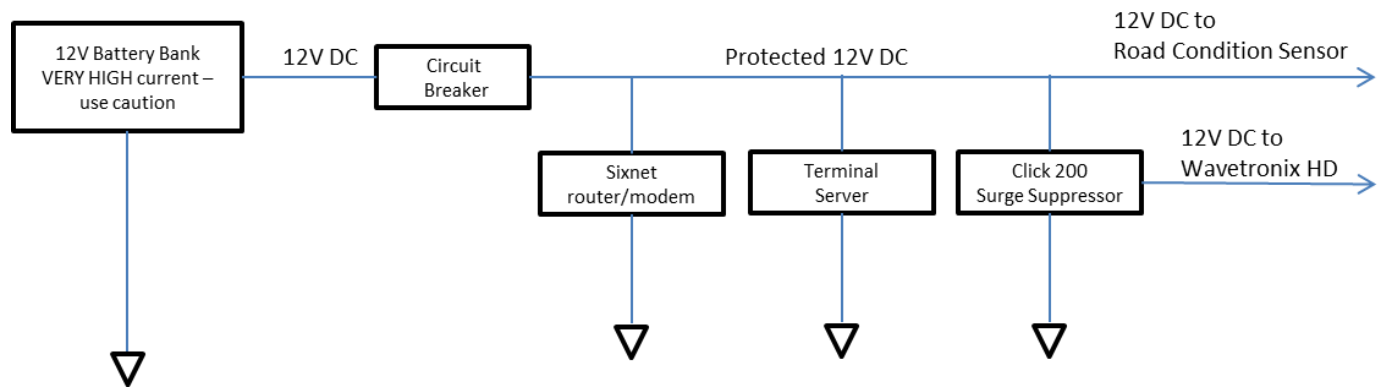 12V Battery Bank
VERY HIGH current –
use caution
12V DC
Circuit
Breaker
Protected 12V DC
12V DC to
Road Condition Sensor
Sixnet
router/modem
Terminal
Server
Click 200
Surge Suppressor
12V DC to
Wavetronix HD